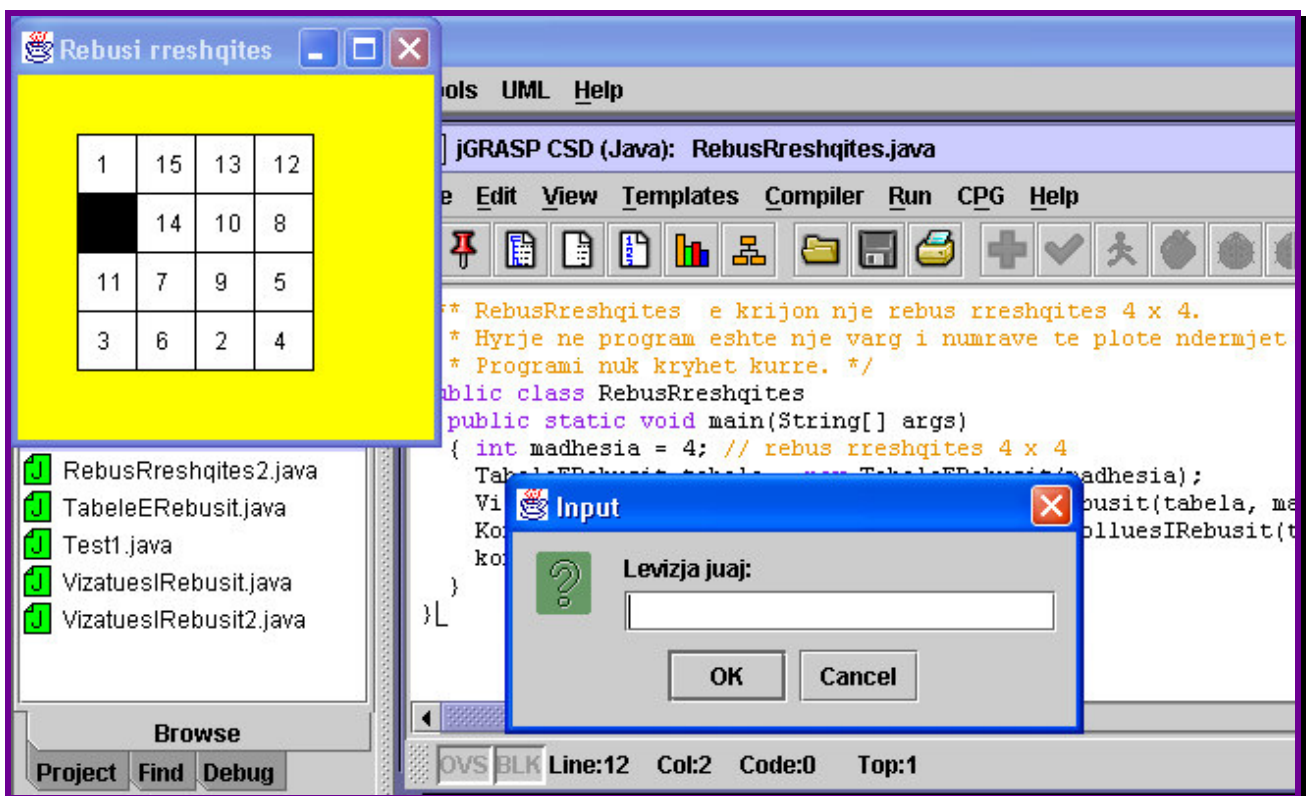 Rebusi rreshqites
1 15 13 12
14 10 8
11 7 9 5
3 6 2 4
UML Help
jGRASP CSD (Java): RebusRreshqites.java
Edit View Templates Compiler Run CPG Help
** RebusRreshqites e krijon nje rebus rreshqites 4 x 4.
* Hyrje ne program eshte nje varg i numrave te plote ndermjet
* Programi nuk kryhet kurre. */
class RebusRreshqites
public static void main(String[] args)
{ int madhesia = 4; // rebus rreshqites 4 x 4
madhesia);
busit(tabela, ma
olluesIRebusit(t
}
}
RebusRreshqites2.java
TabeleERebusit.java
Test1.java
VizatuesIRebusit.java
VizatuesIRebusit2.java
Input
Levizja juaj:
OK Cancel
Browse
Project Find Debug
OVS BLK Line:12 Col:2 Code:0 Top:1